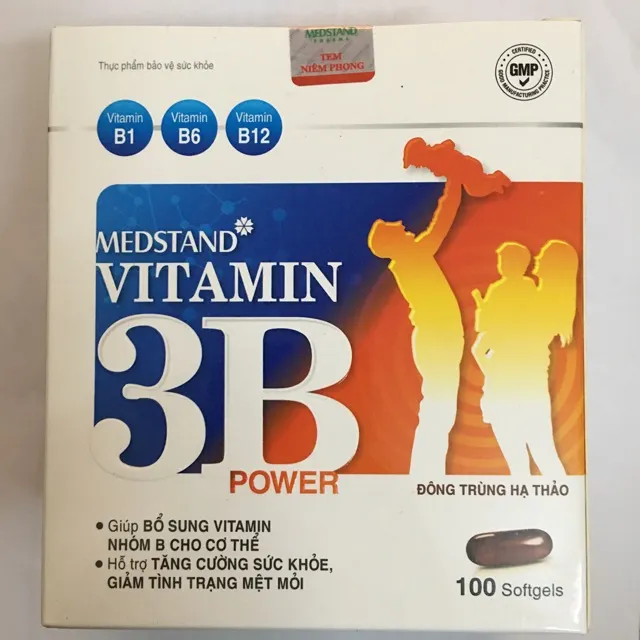 MEDSTAND
PHARMA
TEM
NIÊM PHONG
Thực phẩm bảo vệ sức khỏe
CERTIFIED
GMP
GOOD MANUFACTURING PRACTICE
Vitamin
B1
Vitamin
B6
Vitamin
B12
MEDSTAND
VITAMIN
3B
POWER
ĐÔNG TRÙNG HẠ THẢO
• Giúp BỔ SUNG VITAMIN
NHÓM B CHO CƠ THỂ
• Hỗ trợ TĂNG CƯỜNG SỨC KHỎE,
GIẢM TÌNH TRẠNG MỆT MỎI
100 Softgels